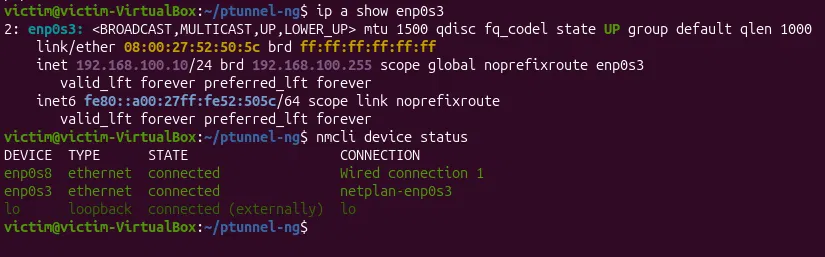 victim@victim-VirtualBox:~/ptunnel-ng$ ip a show enp0s3
2: enp0s3: <BROADCAST,MULTICAST,UP,LOWER_UP> mtu 1500 qdisc fq_codel state UP group default qlen 1000
    link/ether 08:00:27:52:50:5c brd ff:ff:ff:ff:ff:ff
    inet 192.168.100.10/24 brd 192.168.100.255 scope global noprefixroute enp0s3
       valid_lft forever preferred_lft forever
    inet6 fe80::a00:27ff:fe52:505c/64 scope link noprefixroute
       valid_lft forever preferred_lft forever
victim@victim-VirtualBox:~/ptunnel-ng$ nmcli device status
DEVICE  TYPE      STATE                   CONNECTION
enp0s8  ethernet  connected               Wired connection 1
enp0s3  ethernet  connected               netplan-enp0s3
lo      loopback  connected (externally)  lo
victim@victim-VirtualBox:~/ptunnel-ng$